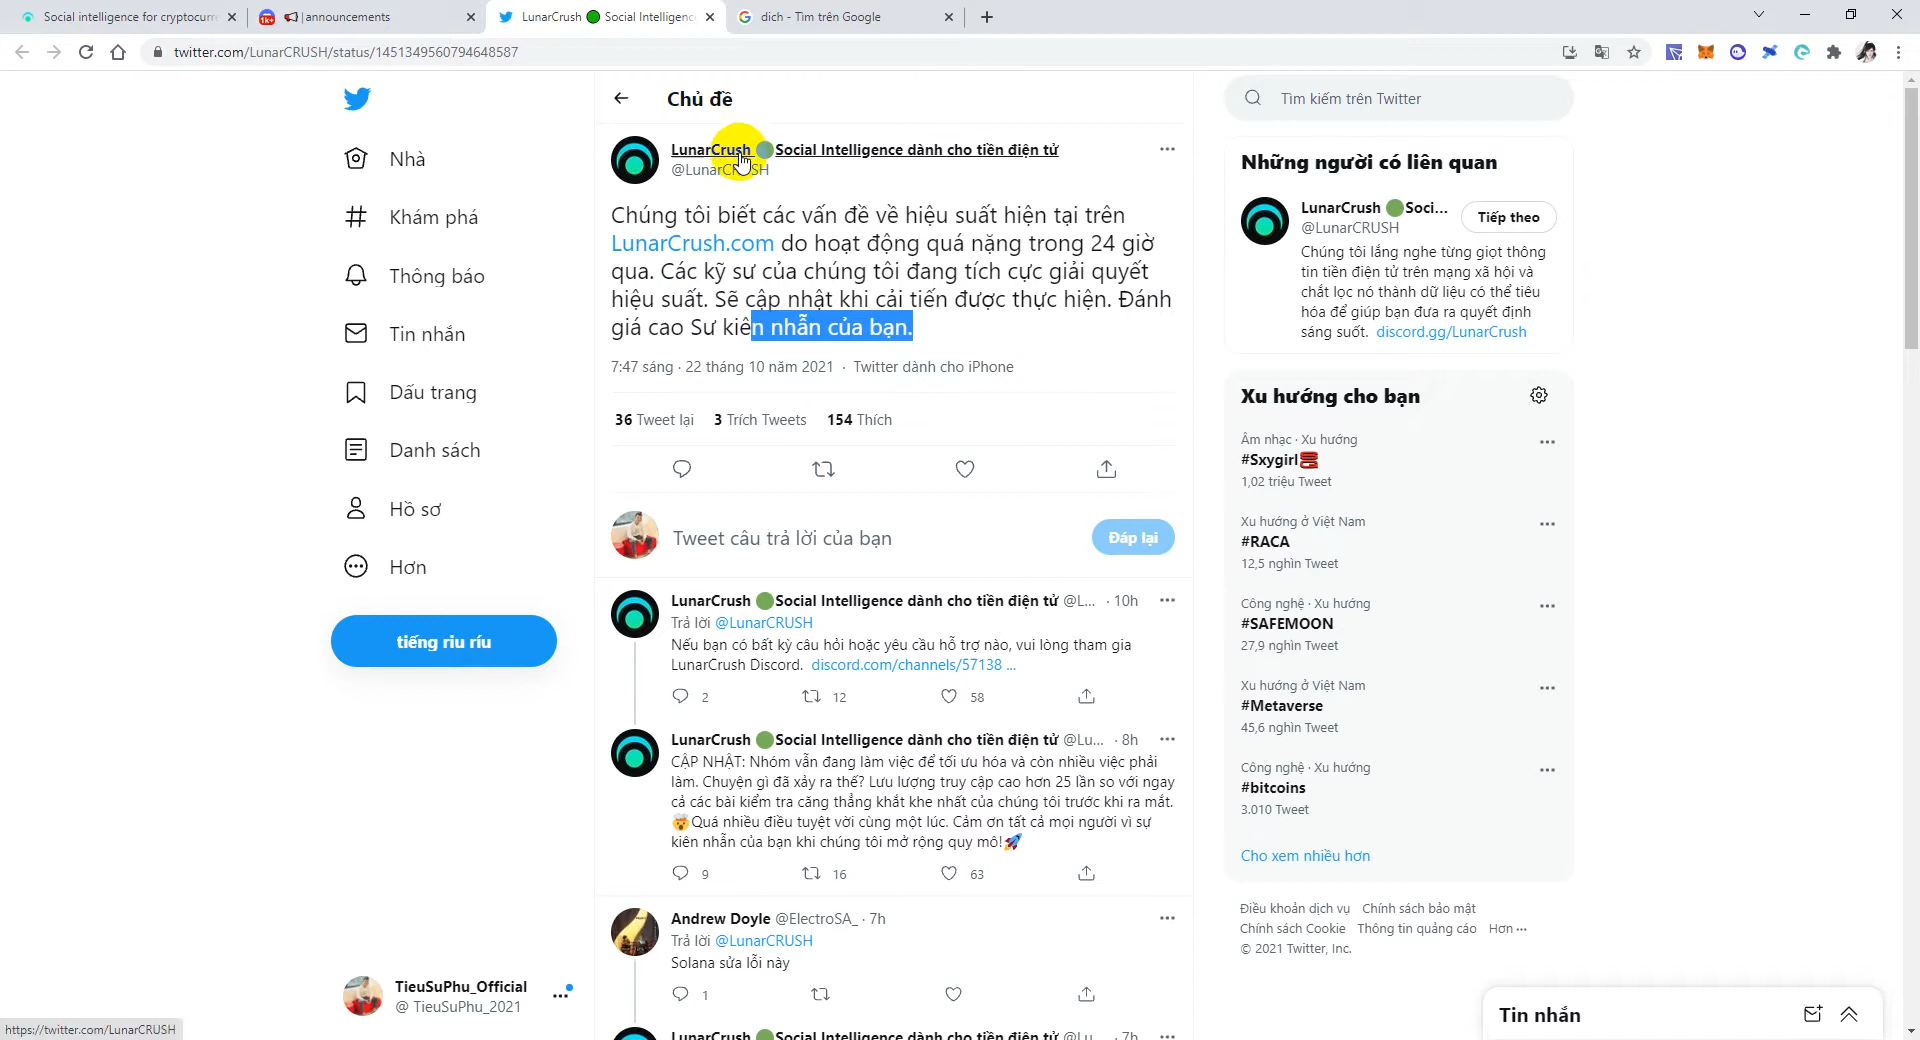 Social intelligence for cryptocurr
announcements
LunarCrush 🟢 Social Intelligenc
dich - Tìm trên Google
twitter.com/LunarCRUSH/status/1451349560794648587
Nhà
Khám phá
Thông báo
Tin nhắn
Dấu trang
Danh sách
Hồ sơ
Hơn
tiếng riu ríu
TieuSuPhu_Official
@ TieuSuPhu_2021
https://twitter.com/LunarCRUSH
Chủ đề
LunarCrush 🟢Social Intelligence dành cho tiền điện tử
@LunarCRUSH
Chúng tôi biết các vấn đề về hiệu suất hiện tại trên
LunarCrush.com do hoạt động quá nặng trong 24 giờ
qua. Các kỹ sư của chúng tôi đang tích cực giải quyết
hiệu suất. Sẽ cập nhật khi cải tiến được thực hiện. Đánh
giá cao Sư kiên nhẫn của bạn.
7:47 sáng · 22 tháng 10 năm 2021 · Twitter dành cho iPhone
36 Tweet lại 3 Trích Tweets 154 Thích
Tweet câu trả lời của bạn
Đáp lại
LunarCrush 🟢Social Intelligence dành cho tiền điện tử @L... · 10h
Trả lời @LunarCRUSH
Nếu bạn có bất kỳ câu hỏi hoặc yêu cầu hỗ trợ nào, vui lòng tham gia
LunarCrush Discord. discord.com/channels/57138 ...
2 12 58
LunarCrush 🟢Social Intelligence dành cho tiền điện tử @Lu... · 8h
CẬP NHẬT: Nhóm vẫn đang làm việc để tối ưu hóa và còn nhiều việc phải
làm. Chuyện gì đã xảy ra thế? Lưu lượng truy cập cao hơn 25 lần so với ngay
cả các bài kiểm tra căng thẳng khắt khe nhất của chúng tôi trước khi ra mắt.
🤯Quá nhiều điều tuyệt vời cùng một lúc. Cảm ơn tất cả mọi người vì sự
kiên nhẫn của bạn khi chúng tôi mở rộng quy mô!🚀
9 16 63
Andrew Doyle @ElectroSA_ · 7h
Trả lời @LunarCRUSH
Solana sửa lỗi này
1
LunarCrush 🟢Social Intelligence dành cho tiền điện tử @Lu... · 7h
Tìm kiếm trên Twitter
Những người có liên quan
LunarCrush 🟢Soci...
@LunarCRUSH
Tiếp theo
Chúng tôi lắng nghe từng giọt thông
tin tiền điện tử trên mạng xã hội và
chắt lọc nó thành dữ liệu có thể tiêu
hóa để giúp bạn đưa ra quyết định
sáng suốt. discord.gg/LunarCrush
Xu hướng cho bạn
Âm nhạc · Xu hướng
#Sxygirl
1,02 triệu Tweet
Xu hướng ở Việt Nam
#RACA
12,5 nghìn Tweet
Công nghệ · Xu hướng
#SAFEMOON
27,9 nghìn Tweet
Xu hướng ở Việt Nam
#Metaverse
45,6 nghìn Tweet
Công nghệ · Xu hướng
#bitcoins
3.010 Tweet
Cho xem nhiều hơn
Điều khoản dịch vụ Chính sách bảo mật
Chính sách Cookie Thông tin quảng cáo Hơn ···
© 2021 Twitter, Inc.
Tin nhắn